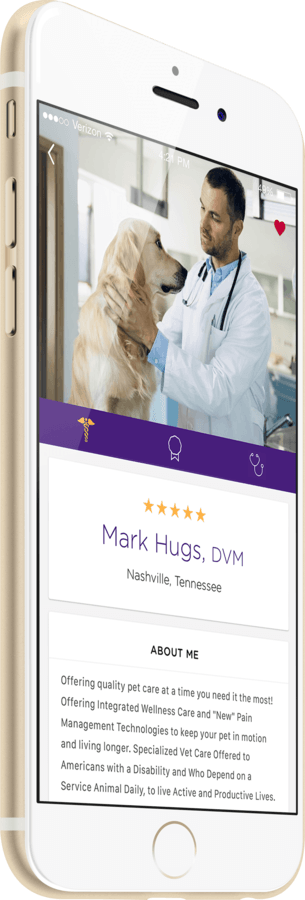 Verizon
4:21 PM
Mark Hugs, DVM
Nashville, Tennessee
ABOUT ME
Offering quality pet care at a time you need it the most!
Offering Integrated Wellness Care and "New" Pain
Management Technologies to keep your pet in motion
and living longer. Specialized Vet Care Offered to
Americans with a Disability and Who Depend on a
Service Animal Daily, to live Active and Productive Lives.